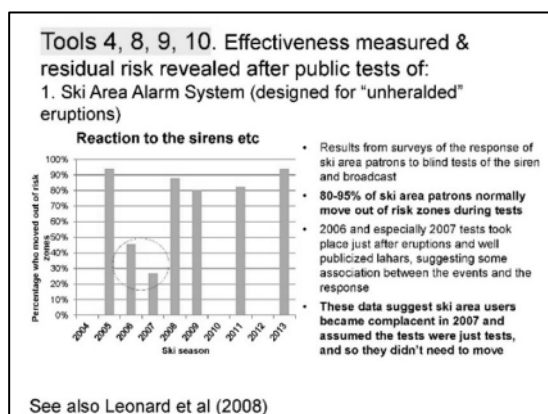 Tools 4, 8, 9, 10. Effectiveness measured &
residual risk revealed after public tests of:
1. Ski Area Alarm System (designed for “unheralded”
eruptions)
Reaction to the sirens etc
Percentage who moved out of risk
zones
100%
90%
80%
70%
60%
50%
40%
30%
20%
10%
0%
2004
2005
2006
2007
2008
2009
2010
2011
2012
2013
Ski season
• Results from surveys of the response of
ski area patrons to blind tests of the siren
and broadcast
• 80-95% of ski area patrons normally
move out of risk zones during tests
• 2006 and especially 2007 tests took
place just after eruptions and well
publicized lahars, suggesting some
association between the events and the
response
• These data suggest ski area users
became complacent in 2007 and
assumed the tests were just tests,
and so they didn't need to move
See also Leonard et al (2008)